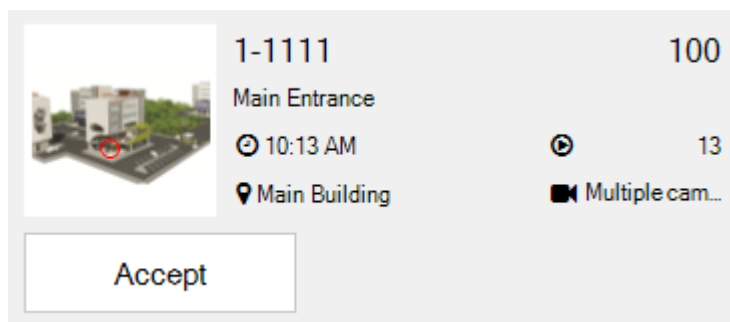 1-1111 100
Main Entrance
10:13 AM 13
Main Building Multiple cam...
Accept